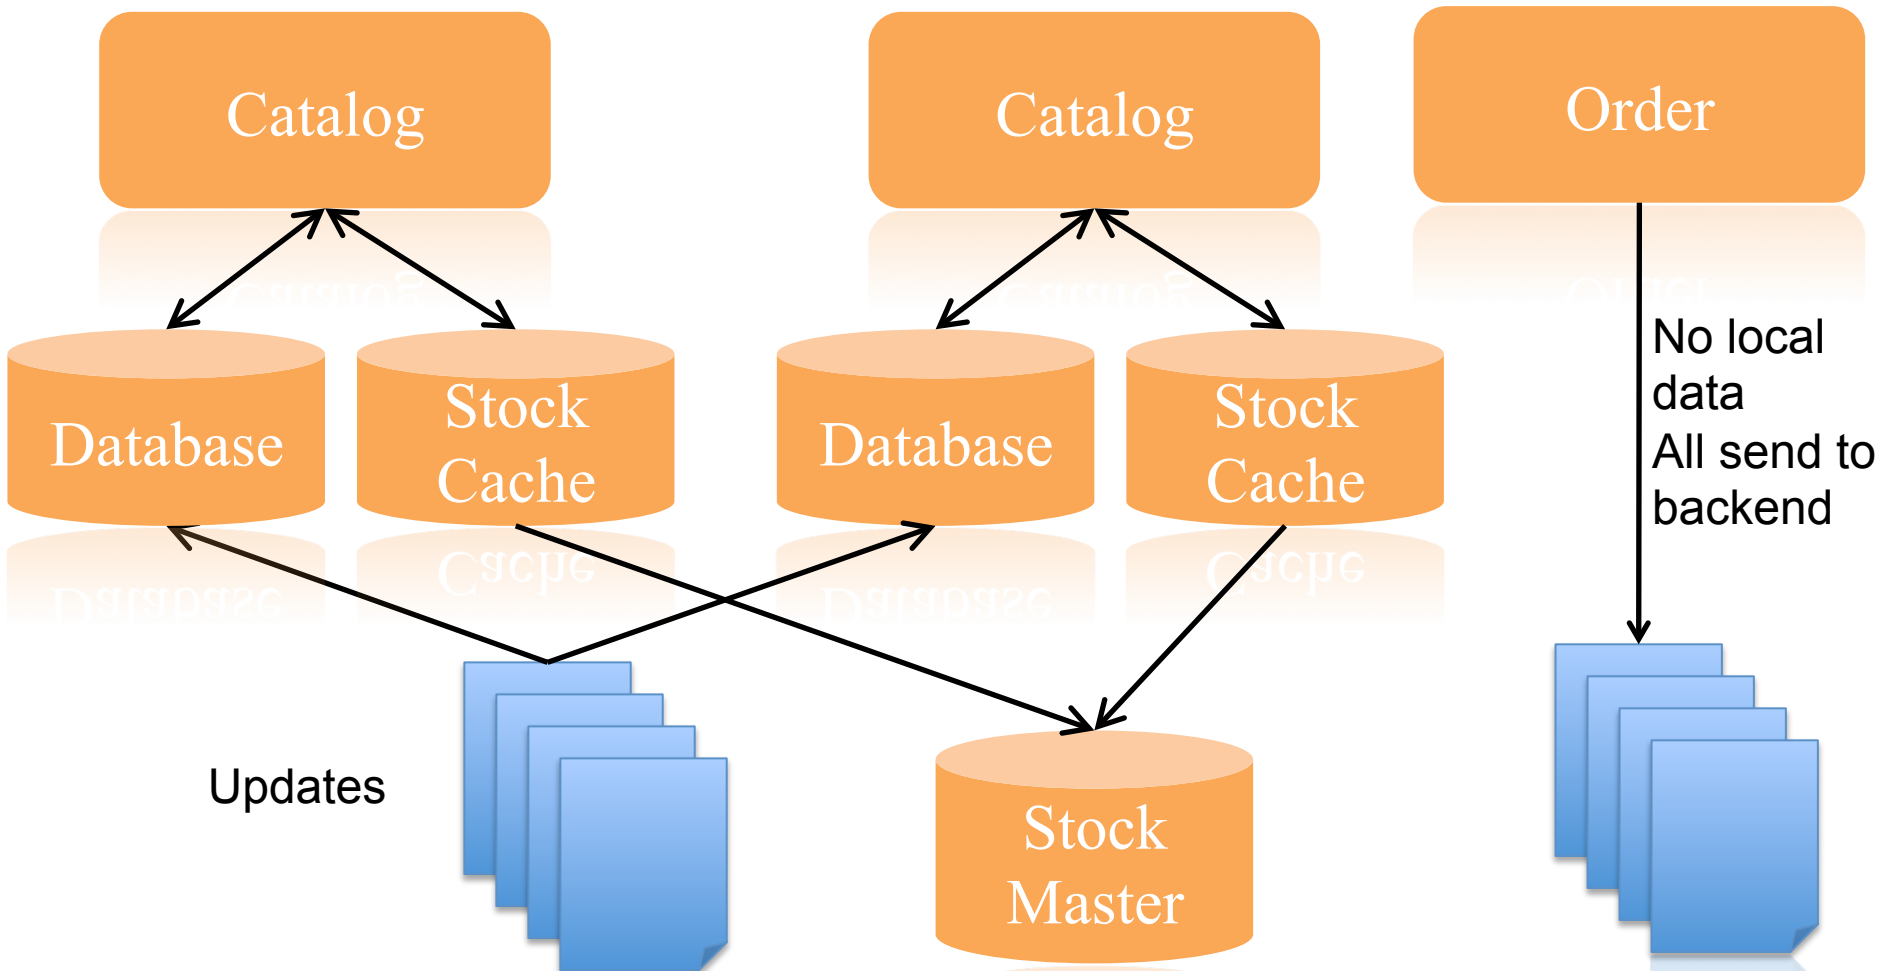 Catalog
Catalog
Order
Database
Stock
Cache
Database
Stock
Cache
No local
data
All send to
backend
Updates
Stock
Master